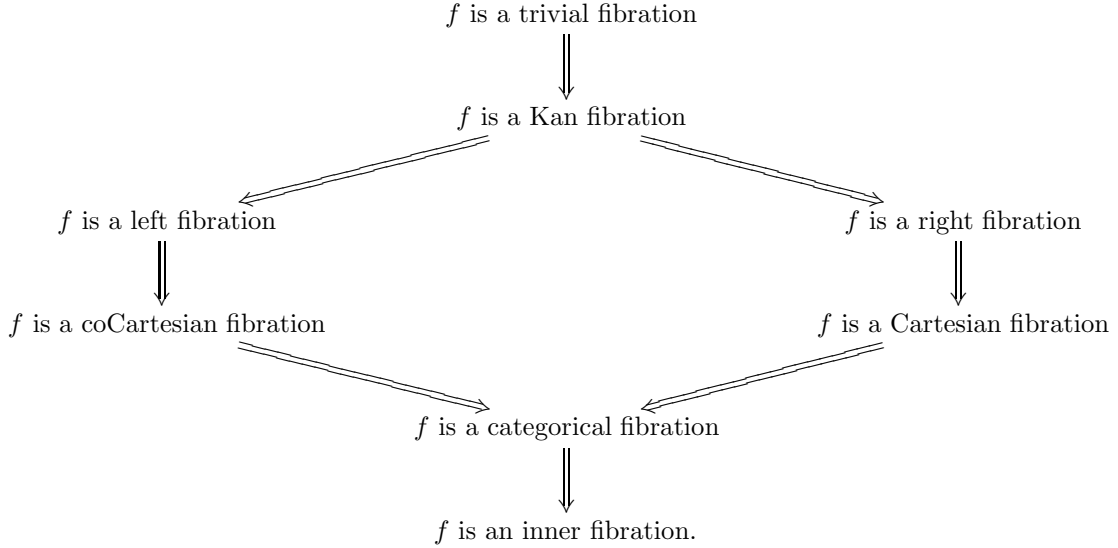 f is a trivial fibration
f is a Kan fibration
f is a left fibration
f is a right fibration
f is a coCartesian fibration
f is a Cartesian fibration
f is a categorical fibration
f is an inner fibration.